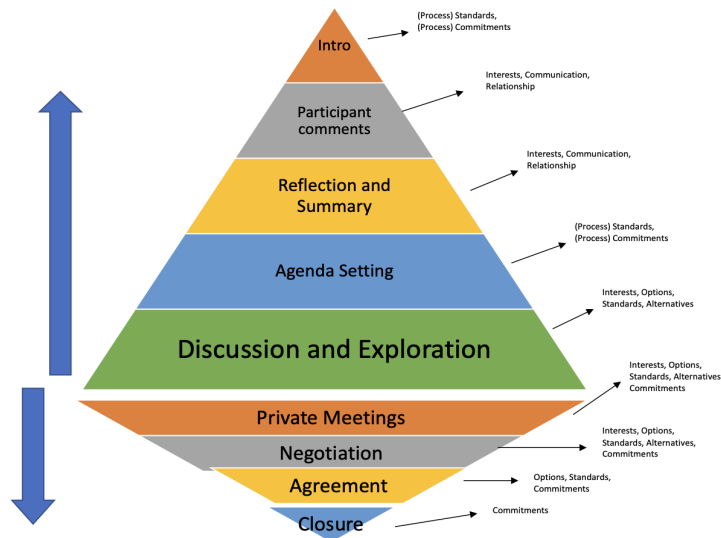 Intro
(Process) Standards,
(Process) Commitments
Participant
comments
Interests, Communication,
Relationship
Reflection and
Summary
Interests, Communication,
Relationship
Agenda Setting
(Process) Standards,
(Process) Commitments
Discussion and Exploration
Interests, Options,
Standards, Alternatives
Private Meetings
Interests, Options,
Standards, Alternatives
Commitments
Negotiation
Interests, Options,
Standards, Alternatives,
Commitments
Agreement
Options, Standards,
Commitments
Closure
Commitments